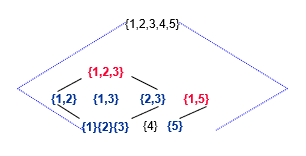 {1,2,3,4,5}
{1,2,3}
{1,2} {1,3} {2,3} {1,5}
{1}{2}{3} {4} {5}